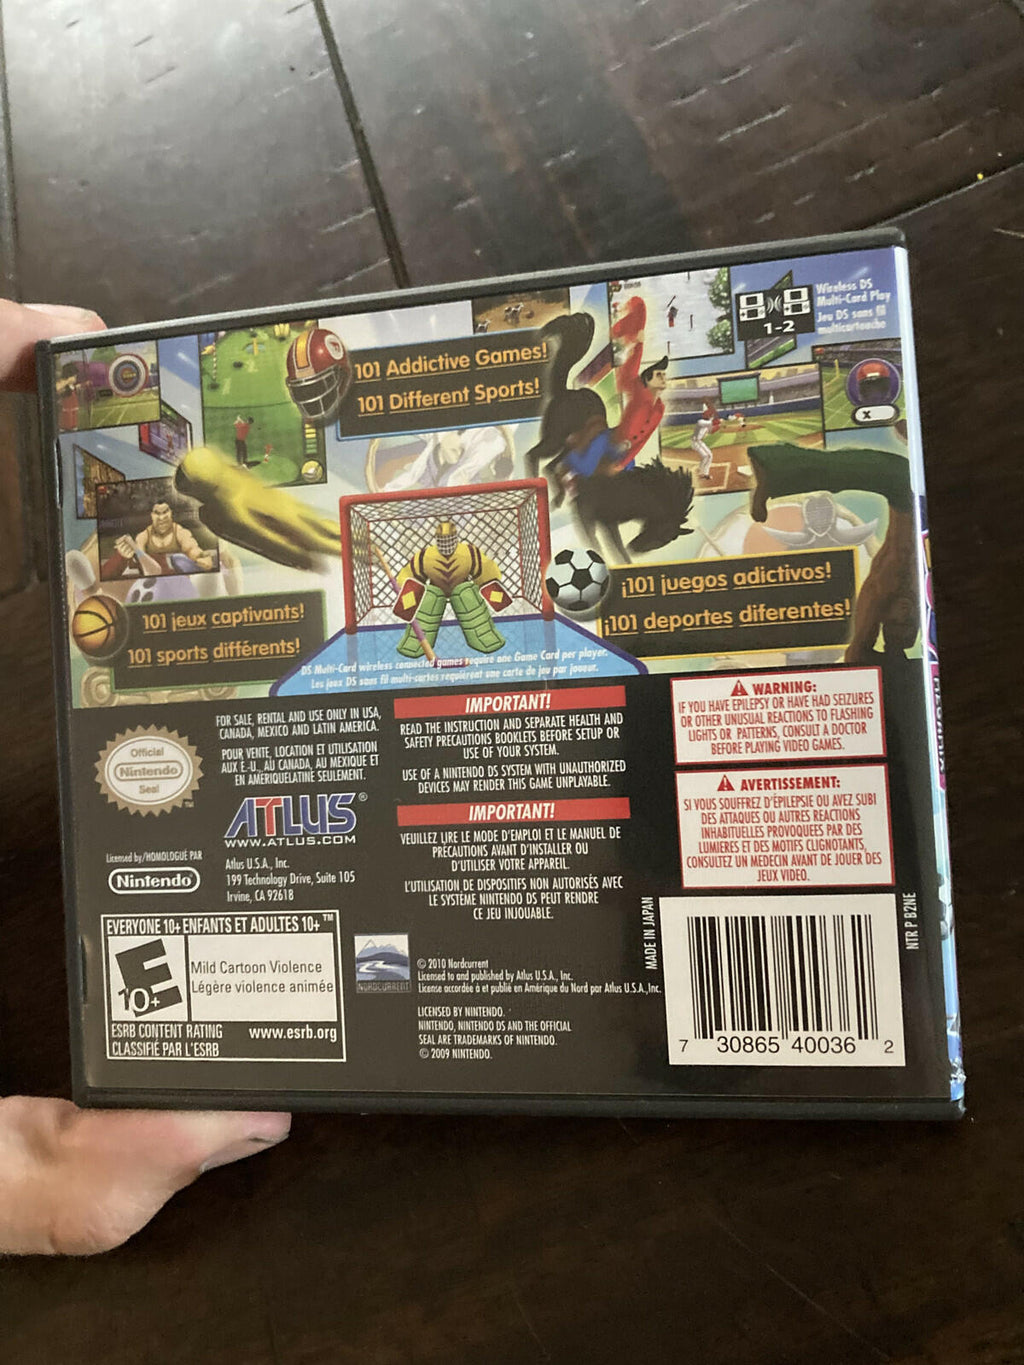 Wireless DS
Multi-Card Play
Jeu DS sans fil
multicartouche
1-2
101 Addictive Games!
101 Different Sports!
X
¡101 juegos adictivos!
¡101 deportes diferentes!
101 jeux captivants!
101 sports différents!
DS Multi-Card wireless connected games require one Game Card per player.
Les jeux DS sans fil multi-cartes requièrent une carte de jeu par joueur.
Official
Nintendo
Seal
TM
FOR SALE, RENTAL AND USE ONLY IN USA,
CANADA, MEXICO AND LATIN AMERICA.
POUR VENTE, LOCATION ET UTILISATION
AUX E.-U., AU CANADA, AU MEXIQUE ET
EN AMÉRIQUELATINE SEULEMENT.
ATLUS®
WWW.ATLUS.COM
Licensed by/HOMOLOGUÉ PAR
Nintendo®
Atlus U.S.A., Inc.
199 Technology Drive, Suite 105
Irvine, CA 92618
IMPORTANT!
READ THE INSTRUCTION AND SEPARATE HEALTH AND
SAFETY PRECAUTIONS BOOKLETS BEFORE SETUP OR
USE OF YOUR SYSTEM.
USE OF A NINTENDO DS SYSTEM WITH UNAUTHORIZED
DEVICES MAY RENDER THIS GAME UNPLAYABLE.
IMPORTANT!
VEUILLEZ LIRE LE MODE D'EMPLOI ET LE MANUEL DE
PRÉCAUTIONS AVANT D'INSTALLER OU
D'UTILISER VOTRE APPAREIL.
L'UTILISATION DE DISPOSITIFS NON AUTORISÉS AVEC
LE SYSTÈME NINTENDO DS PEUT RENDRE
CE JEU INJOUABLE.
WARNING:
IF YOU HAVE EPILEPSY OR HAVE HAD SEIZURES
OR OTHER UNUSUAL REACTIONS TO FLASHING
LIGHTS OR PATTERNS, CONSULT A DOCTOR
BEFORE PLAYING VIDEO GAMES.
AVERTISSEMENT:
SI VOUS SOUFFREZ D'ÉPILEPSIE OU AVEZ SUBI
DES ATTAQUES OU AUTRES RÉACTIONS
INHABITUELLES PROVOQUÉES PAR DES
LUMIÈRES ET DES MOTIFS CLIGNOTANTS,
CONSULTEZ UN MÉDECIN AVANT DE JOUER DES
JEUX VIDEO.
EVERYONE 10+ ENFANTS ET ADULTES 10+™
E
10+
Mild Cartoon Violence
Légère violence animée
ESRB CONTENT RATING www.esrb.org
CLASSIFIÉ PAR L'ESRB
NORDCURRENT
© 2010 Nordcurrent
Licensed to and published by Atlus U.S.A., Inc.
License accordée à et publié en Amérique du Nord par Atlus U.S.A.,Inc.
LICENSED BY NINTENDO.
NINTENDO, NINTENDO DS AND THE OFFICIAL
SEAL ARE TRADEMARKS OF NINTENDO.
© 2009 NINTENDO.
MADE IN JAPAN
NTR P B2NE
7 30865 40036 2